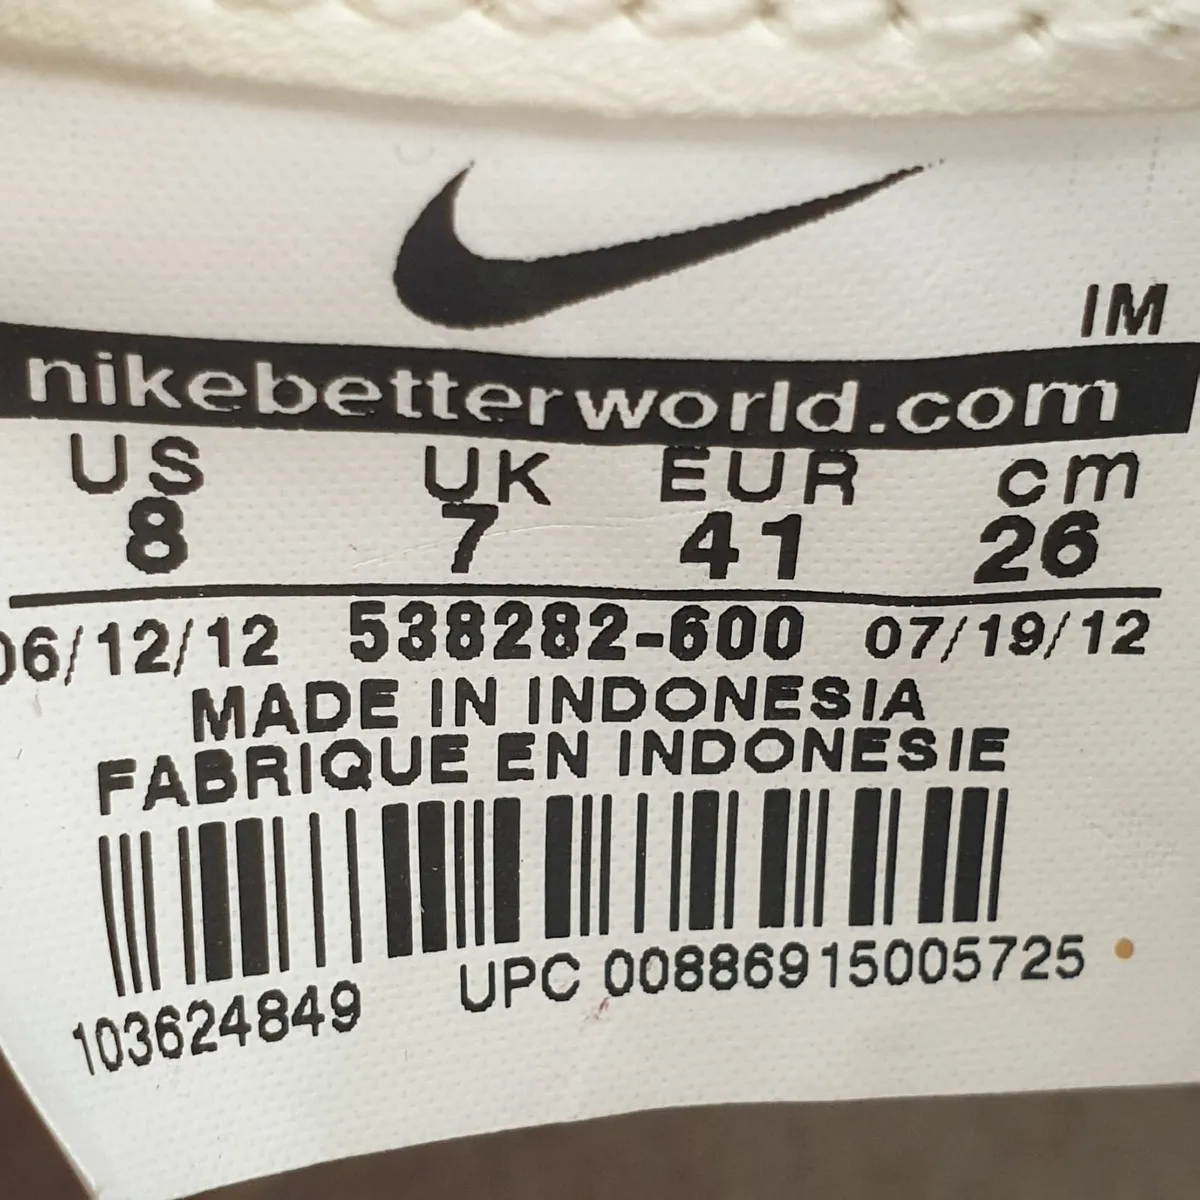 IM
nikebetterworld.com
US UK EUR cm
8 7 41 26
06/12/12 538282-600 07/19/12
MADE IN INDONESIA
FABRIQUE EN INDONESIE
103624849 UPC 00886915005725